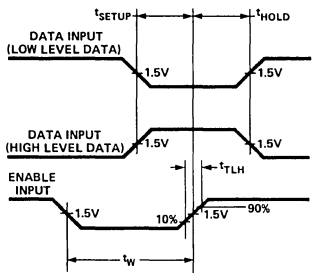 tSETUP tHOLD
DATA INPUT
(LOW LEVEL DATA)
1.5V 1.5V
DATA INPUT
(HIGH LEVEL DATA)
1.5V 1.5V
tTLH
ENABLE
INPUT
1.5V 10% 1.5V 90%
tW